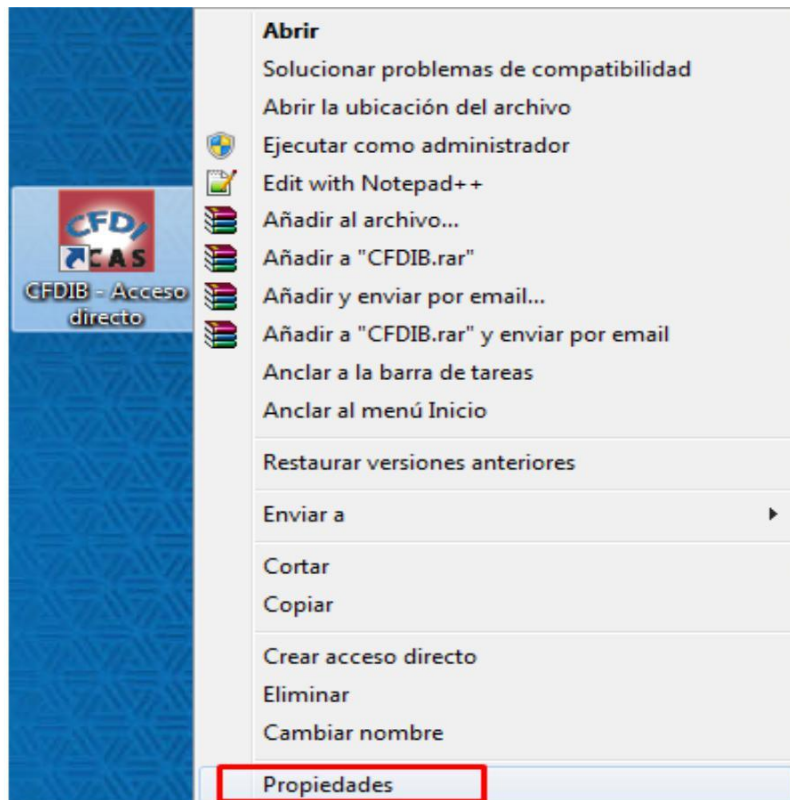 Abrir
Solucionar problemas de compatibilidad
Abrir la ubicación del archivo
Ejecutar como administrador
Edit with Notepad++
Añadir al archivo...
Añadir a "CFDIB.rar"
Añadir y enviar por email...
Añadir a "CFDIB.rar" y enviar por email
Anclar a la barra de tareas
Anclar al menú Inicio
Restaurar versiones anteriores
Enviar a
Cortar
Copiar
Crear acceso directo
Eliminar
Cambiar nombre
Propiedades
CFDI
CAS
CFDIB - Acceso
directo